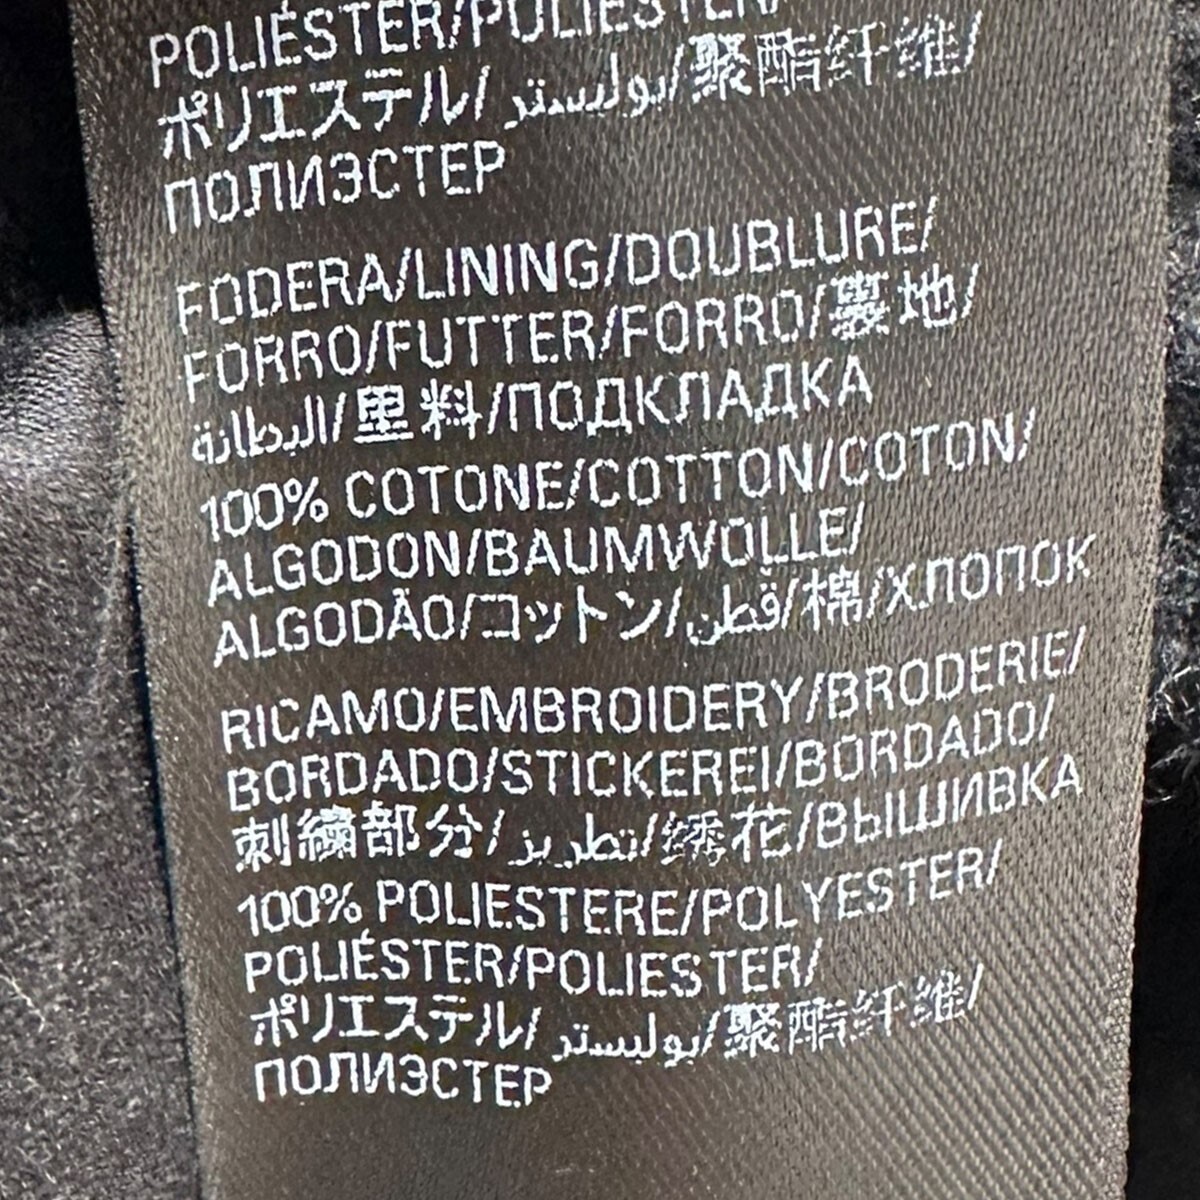 POLIÉSTER/POLIESTER/
ポリエステル/بوليستر/聚酯纤维/
ПОЛИЭСТЕР
FODERA/LINING/DOUBLURE/
FORRO/FUTTER/FORRO/裏地/
البطانة/里料/ПОДКЛАДКА
100% COTONE/COTTON/COTON/
ALGODON/BAUMWOLLE/
ALGODÃO/コットン/قطن/棉/ХЛОПОК
RICAMO/EMBROIDERY/BRODERIE/
BORDADO/STICKEREI/BORDADO/
刺繍部分/تطريز/绣花/ВЫШИВКА
100% POLIESTERE/POLYESTER/
POLIÉSTER/POLIESTER/
ポリエステル/بوليستر/聚酯纤维/
ПОЛИЭСТЕР